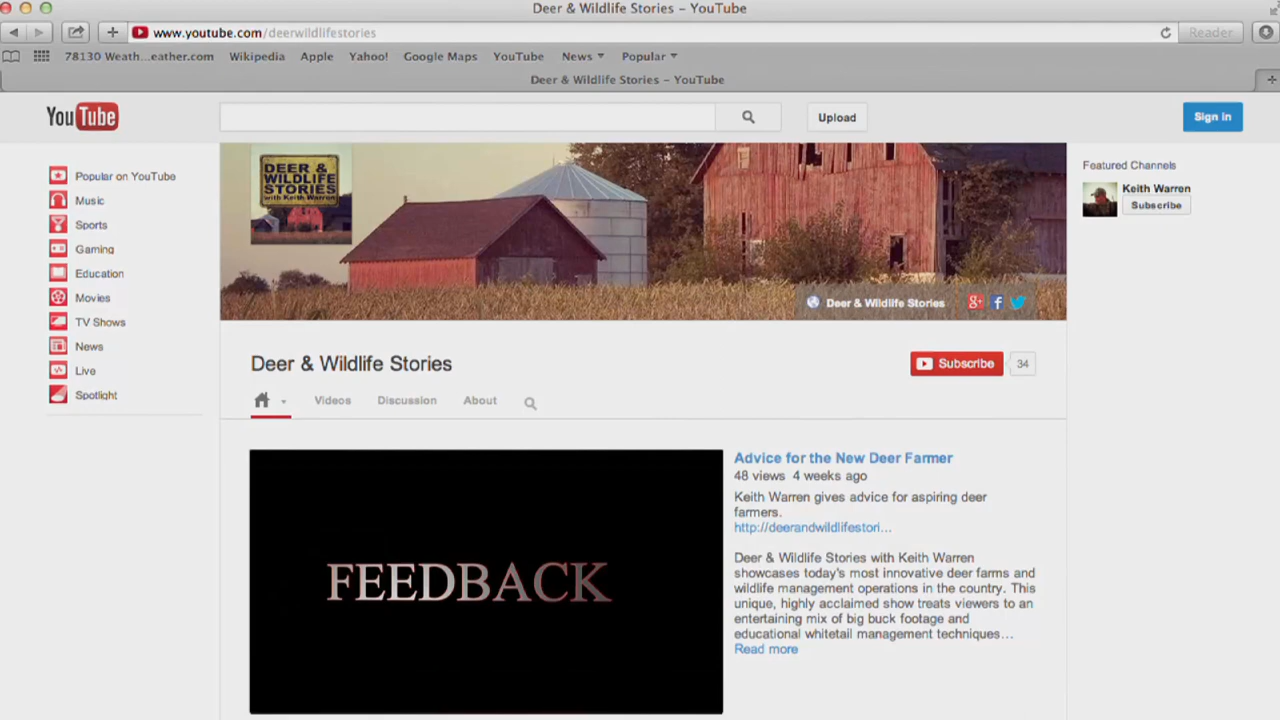 Deer & Wildlife Stories – YouTube
www.youtube.com/deerwildlifestories
Reader
78130 Weath...eather.com
Wikipedia
Apple
Yahoo!
Google Maps
YouTube
News
Popular
Deer & Wildlife Stories – YouTube
YouTube
Upload
Sign in
Popular on YouTube
Music
Sports
Gaming
Education
Movies
TV Shows
News
Live
Spotlight
DEER &
WILDLIFE
STORIES
with Keith Warren
Deer & Wildlife Stories
Featured Channels
Keith Warren
Subscribe
Deer & Wildlife Stories
Subscribe
34
Videos
Discussion
About
FEEDBACK
Advice for the New Deer Farmer
48 views 4 weeks ago
Keith Warren gives advice for aspiring deer
farmers.
http://deerandwildlifestori...
Deer & Wildlife Stories with Keith Warren
showcases today's most innovative deer farms and
wildlife management operations in the country. This
unique, highly acclaimed show treats viewers to an
entertaining mix of big buck footage and
educational whitetail management techniques...
Read more